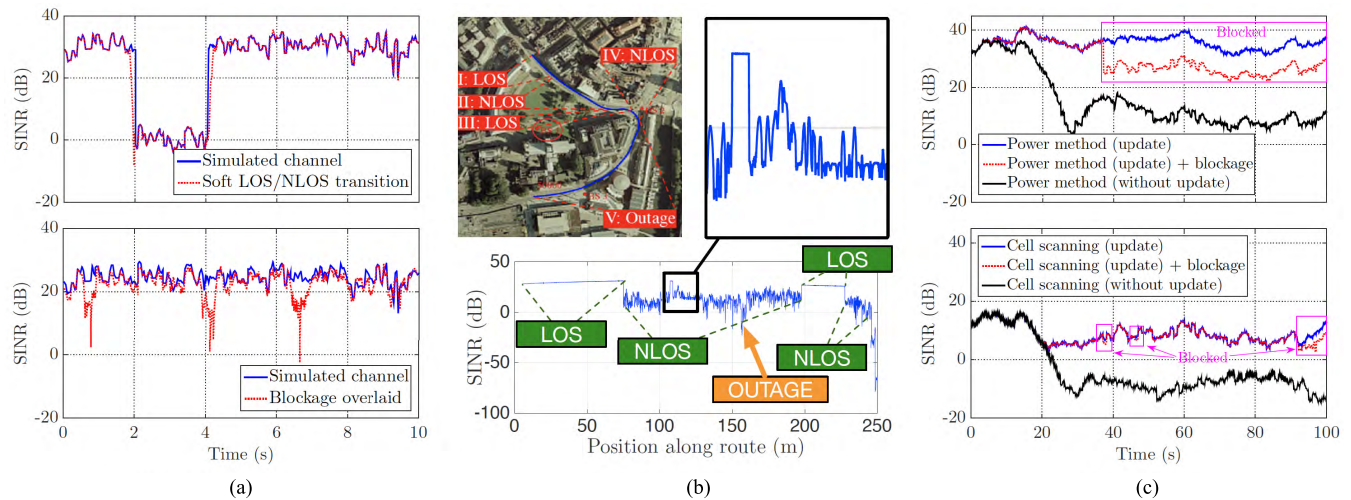 40
20
0
20
SINR (dB)
Simulated channel
Soft LOS/NLOS transition
40
20
0
20
SINR (dB)
Simulated channel
Blockage overlaid
0
2
4
6
8
10
Time (s)
(a)
I: LOS
II: NLOS
III: LOS
IV: NLOS
V: Outage
50
0
-50
-100
SINR (dB)
LOS
NLOS
OUTAGE
LOS
NLOS
0
50
100
150
200
250
Position along route (m)
(b)
40
20
0
20
SINR (dB)
Blocked
Power method (update)
Power method (update) + blockage
Power method (without update)
40
20
0
20
SINR (dB)
Cell scanning (update)
Cell scanning (update) + blockage
Cell scanning (without update)
Blocked
0
20
40
60
80
100
Time (s)
(c)